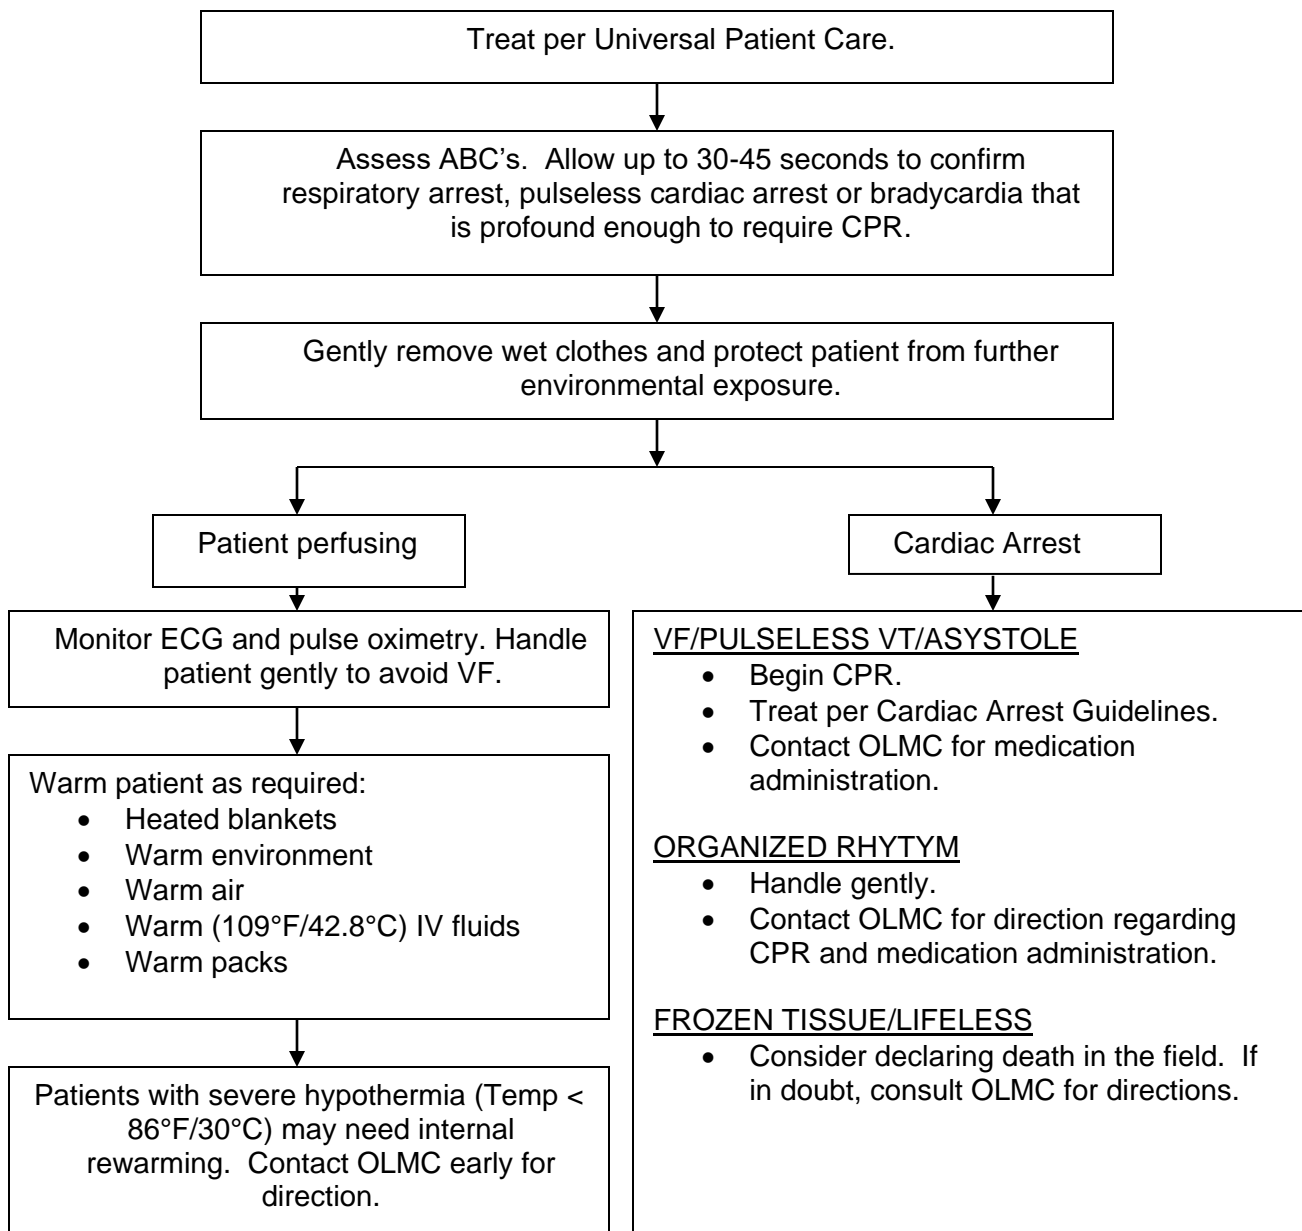 Treat per Universal Patient Care.
Assess ABC's.  Allow up to 30-45 seconds to confirm
respiratory arrest, pulseless cardiac arrest or bradycardia that
is profound enough to require CPR.
Gently remove wet clothes and protect patient from further
environmental exposure.
Patient perfusing
Monitor ECG and pulse oximetry. Handle
patient gently to avoid VF.
Warm patient as required:
• Heated blankets
• Warm environment
• Warm air
• Warm (109°F/42.8°C) IV fluids
• Warm packs
Patients with severe hypothermia (Temp <
86°F/30°C) may need internal
rewarming.  Contact OLMC early for
direction.
Cardiac Arrest
VF/PULSELESS VT/ASYSTOLE
• Begin CPR.
• Treat per Cardiac Arrest Guidelines.
• Contact OLMC for medication
administration.
ORGANIZED RHYTYM
• Handle gently.
• Contact OLMC for direction regarding
CPR and medication administration.
FROZEN TISSUE/LIFELESS
• Consider declaring death in the field.  If
in doubt, consult OLMC for directions.